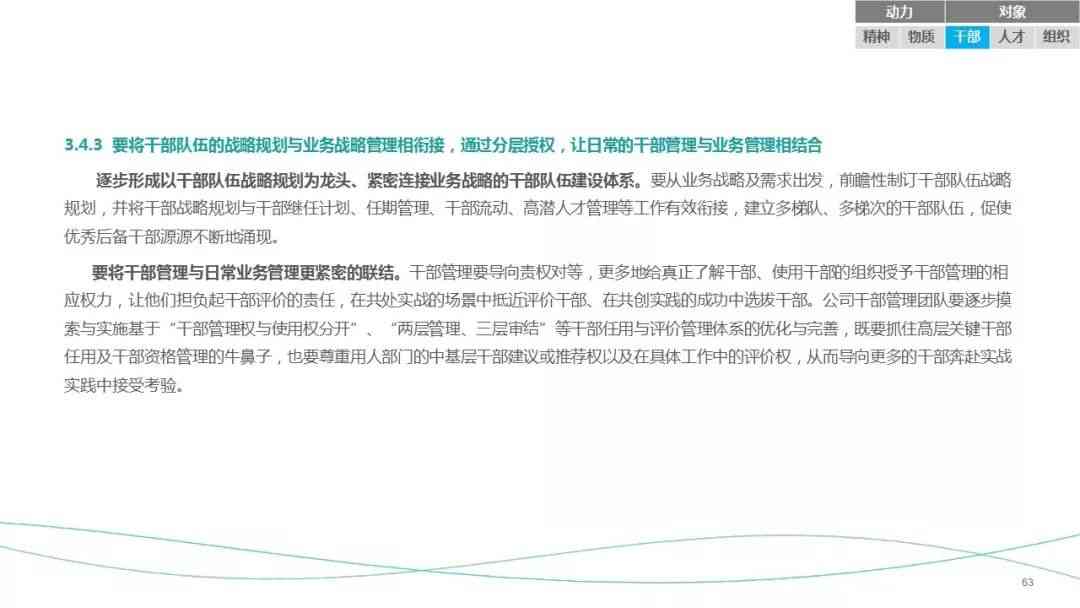 动力 对象
精神 物质 干部 人才 组织
3.4.3 要将干部队伍的战略规划与业务战略管理相衔接，通过分层授权，让日常的干部管理与业务管理相结合
逐步形成以干部队伍战略规划为龙头、紧密连接业务战略的干部队伍建设体系。要从业务战略及需求出发，前瞻性制订干部队伍战略
规划，并将干部战略规划与干部继任计划、任期管理、干部流动、高潜人才管理等工作有效衔接，建立多梯队、多梯次的干部队伍，促使
优秀后备干部源源不断地涌现。
要将干部管理与日常业务管理更紧密的联结。干部管理要导向责权对等，更多地给真正了解干部、使用干部的组织授予干部管理的相
应权力，让他们担负起干部评价的责任，在共处实战的场景中抵近评价干部、在共创实践的成功中选拔干部。公司干部管理团队要逐步摸
索与实施基于“干部管理权与使用权分开”、“两层管理、三层审结”等干部任用与评价管理体系的优化与完善，既要抓住高层关键干部
任用及干部资格管理的牛鼻子，也要尊重用人部门的中基层干部建议或推荐权以及在具体工作中的评价权，从而导向更多的干部奔赴实战
实践中接受考验。
63